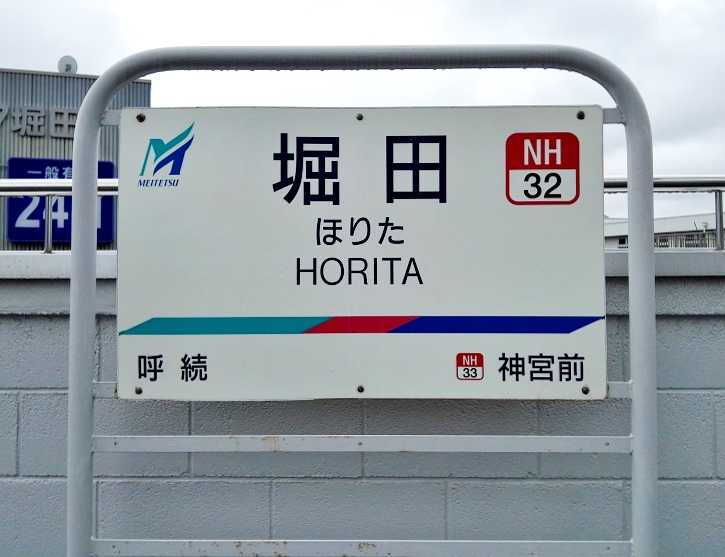 堀田
一般有
24
MEITETSU
堀田
NH
32
ほりた
HORITA
呼続
NH
33
神宮前